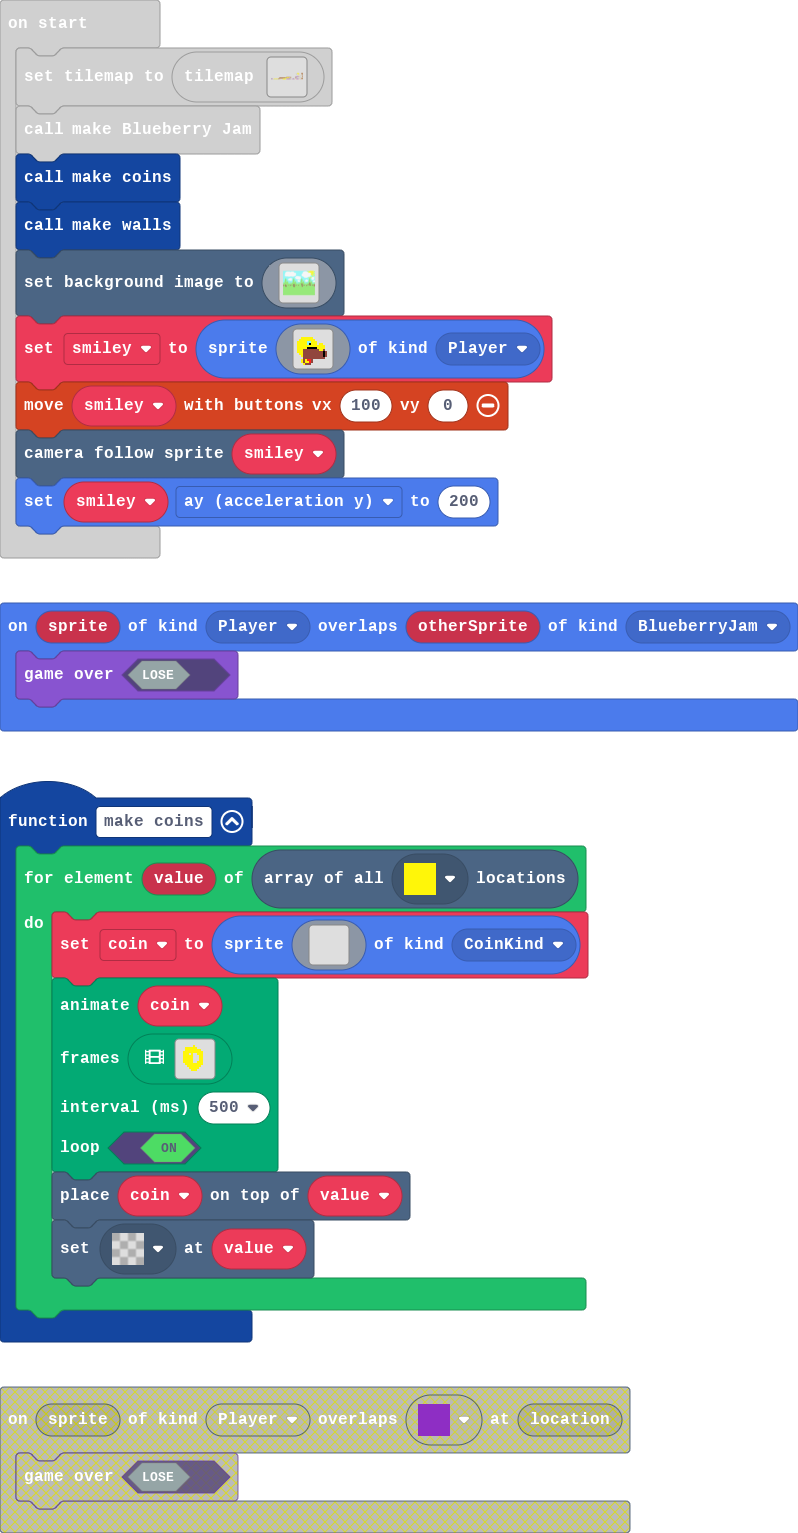 on start
set tilemap to tilemap
call make Blueberry Jam
call make coins
call make walls
set background image to
set smiley to sprite of kind Player
move smiley with buttons vx 100 vy 0
camera follow sprite smiley
set smiley ay (acceleration y) to 200
on sprite of kind Player overlaps otherSprite of kind BlueberryJam
game over LOSE
function make coins
for element value of array of all locations
do
set coin to sprite of kind CoinKind
animate coin
frames
interval (ms) 500
loop ON
place coin on top of value
set at value
on sprite of kind Player overlaps at location
game over LOSE